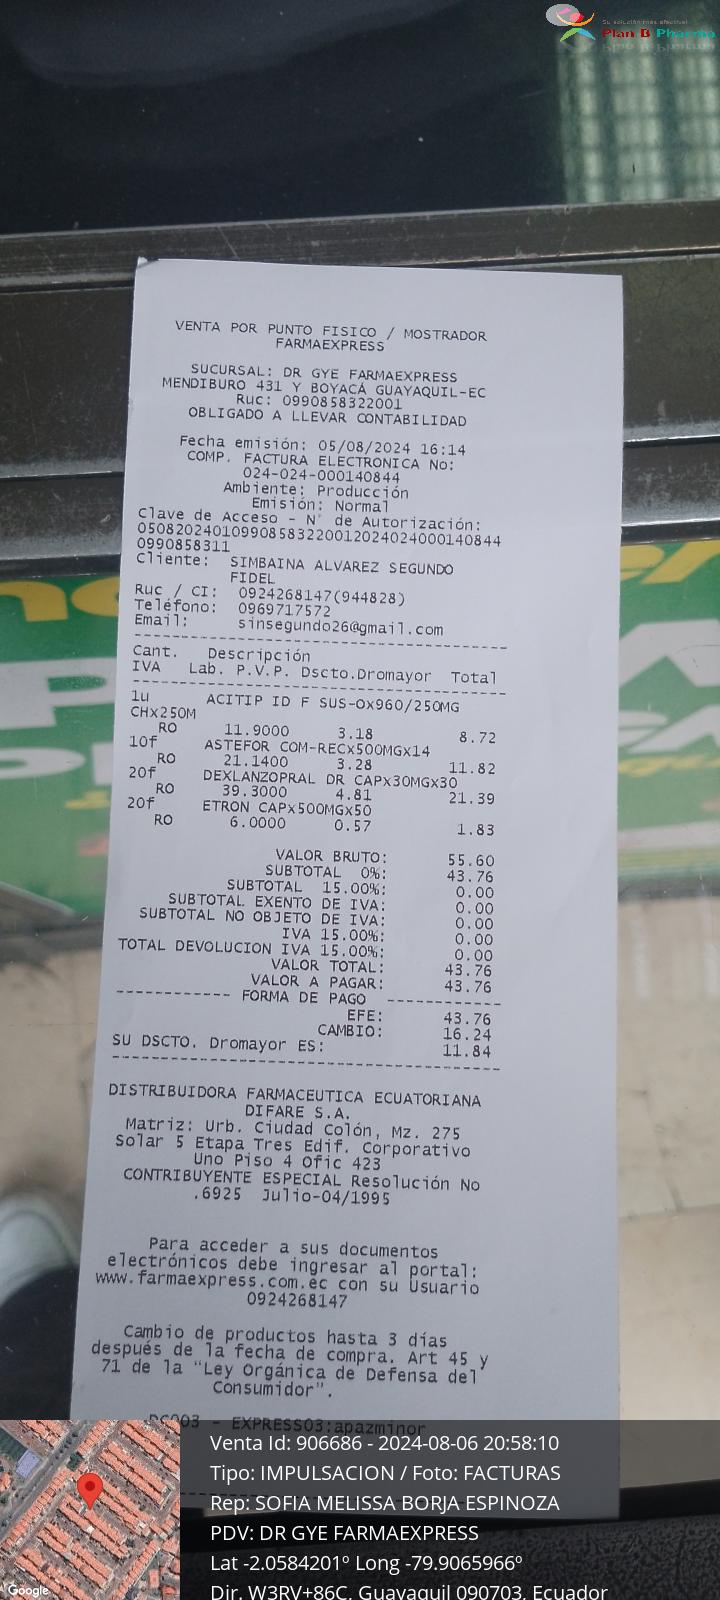 Su solución más efectiva!
Plan B Pharma
VENTA POR PUNTO FISICO / MOSTRADOR
FARMAEXPRESS
SUCURSAL: DR GYE FARMAEXPRESS
MENDIBURO 431 Y BOYACÁ GUAYAQUIL-EC
Ruc: 0990858322001
OBLIGADO A LLEVAR CONTABILIDAD
Fecha emisión: 05/08/2024 16:14
COMP. FACTURA ELECTRONICA No:
024-024-000140844
Ambiente: Producción
Emisión: Normal
Clave de Acceso - N° de Autorización:
050820240109908583220012024024000140844
0990858311
Cliente: SIMBAINA ALVAREZ SEGUNDO
FIDEL
Ruc / CI: 0924268147(944828)
Teléfono: 0969717572
Email: sinsegundo26@gmail.com
Cant. Descripción
IVA Lab. P.V.P. Dscto.Dromayor Total
1u ACITIP ID F SUS-Ox960/250MG
CHx250M
RO 11.9000 3.18 8.72
10f ASTEFOR COM-RECx500MGx14
RO 21.1400 3.28 11.82
20f DEXLANZOPRAL DR CAPx30MGx30
RO 39.3000 4.81 21.39
20f ETRON CAPx500MGx50
RO 6.0000 0.57 1.83
VALOR BRUTO: 55.60
SUBTOTAL 0%: 43.76
SUBTOTAL 15.00%: 0.00
SUBTOTAL EXENTO DE IVA: 0.00
SUBTOTAL NO OBJETO DE IVA: 0.00
IVA 15.00%: 0.00
TOTAL DEVOLUCION IVA 15.00%: 0.00
VALOR TOTAL: 43.76
VALOR A PAGAR: 43.76
------------ FORMA DE PAGO ------------
EFE: 43.76
CAMBIO: 16.24
SU DSCTO. Dromayor ES: 11.84
DISTRIBUIDORA FARMACEUTICA ECUATORIANA
DIFARE S.A.
Matriz: Urb. Ciudad Colón, Mz. 275
Solar 5 Etapa Tres Edif. Corporativo
Uno Piso 4 Ofic 423
CONTRIBUYENTE ESPECIAL Resolución No
.6925 Julio-04/1995
Para acceder a sus documentos
electrónicos debe ingresar al portal:
www.farmaexpress.com.ec con su Usuario
0924268147
Cambio de productos hasta 3 días
después de la fecha de compra. Art 45 y
71 de la "Ley Orgánica de Defensa del
Consumidor".
DG003 - EXPRESS03:apazminor
Venta Id: 906686 - 2024-08-06 20:58:10
Tipo: IMPULSACION / Foto: FACTURAS
Rep: SOFIA MELISSA BORJA ESPINOZA
PDV: DR GYE FARMAEXPRESS
Lat -2.0584201º Long -79.9065966º
Dir. W3RV+86C, Guayaquil 090703, Ecuador
Google